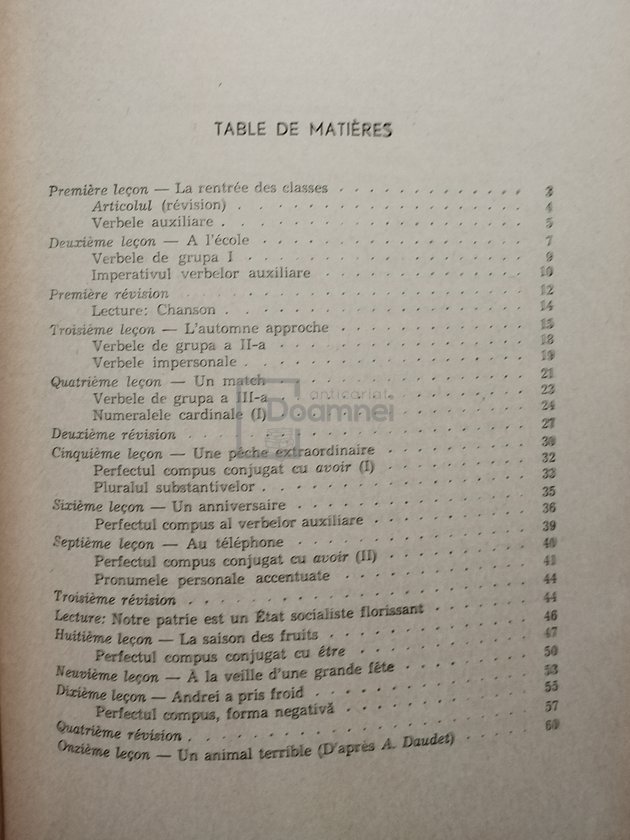 TABLE DE MATIÈRES
Première leçon — La rentrée des classes . . . . . . . . . . . . 3
Articolul (révision) . . . . . . . . . . . . . . . . 4
Verbele auxiliare . . . . . . . . . . . . . . . . . 5
Deuxième leçon — A l'école . . . . . . . . . . . . . . . 7
Verbele de grupa I . . . . . . . . . . . . . . . . 9
Imperativul verbelor auxiliare . . . . . . . . . . . . 10
Première révision . . . . . . . . . . . . . . . . . . 12
Lecture: Chanson . . . . . . . . . . . . . . . . . 14
Troisième leçon — L'automne approche . . . . . . . . . . . 15
Verbele de grupa a II-a . . . . . . . . . . . . . . 18
Verbele impersonale . . . . . . . . . . . . . . . . 19
Quatrième leçon — Un match . . . . . . . . . . . . . . 21
Verbele de grupa a III-a . . . . . . . . . . . . . . 23
Numeralele cardinale (I) . . . . . . . . . . . . . . 24
Deuxième révision . . . . . . . . . . . . . . . . . . 27
Cinquième leçon — Une pêche extraordinaire . . . . . . . . . 30
Perfectul compus conjugat cu avoir (I) . . . . . . . . . 32
Pluralul substantivelor . . . . . . . . . . . . . . . 33
Sixième leçon — Un anniversaire . . . . . . . . . . . . . 35
Perfectul compus al verbelor auxiliare . . . . . . . . . 36
Septième leçon — Au téléphone . . . . . . . . . . . . . . 39
Perfectul compus conjugat cu avoir (II) . . . . . . . . . 40
Pronumele personale accentuate . . . . . . . . . . . . 41
Troisième révision . . . . . . . . . . . . . . . . . . 44
Lecture: Notre patrie est un État socialiste florissant . . . . . . 44
Huitième leçon — La saison des fruits . . . . . . . . . . . . 46
Perfectul compus conjugat cu être . . . . . . . . . . . 47
Neuvième leçon — À la veille d'une grande fête . . . . . . . . 50
Dixième leçon — Andrei a pris froid . . . . . . . . . . . . 53
Perfectul compus, forma negativă . . . . . . . . . . . . 55
Quatrième révision . . . . . . . . . . . . . . . . . . 57
Onzième leçon — Un animal terrible (D'après A. Daudet) . . . . . 60
anticariat
Doamnei